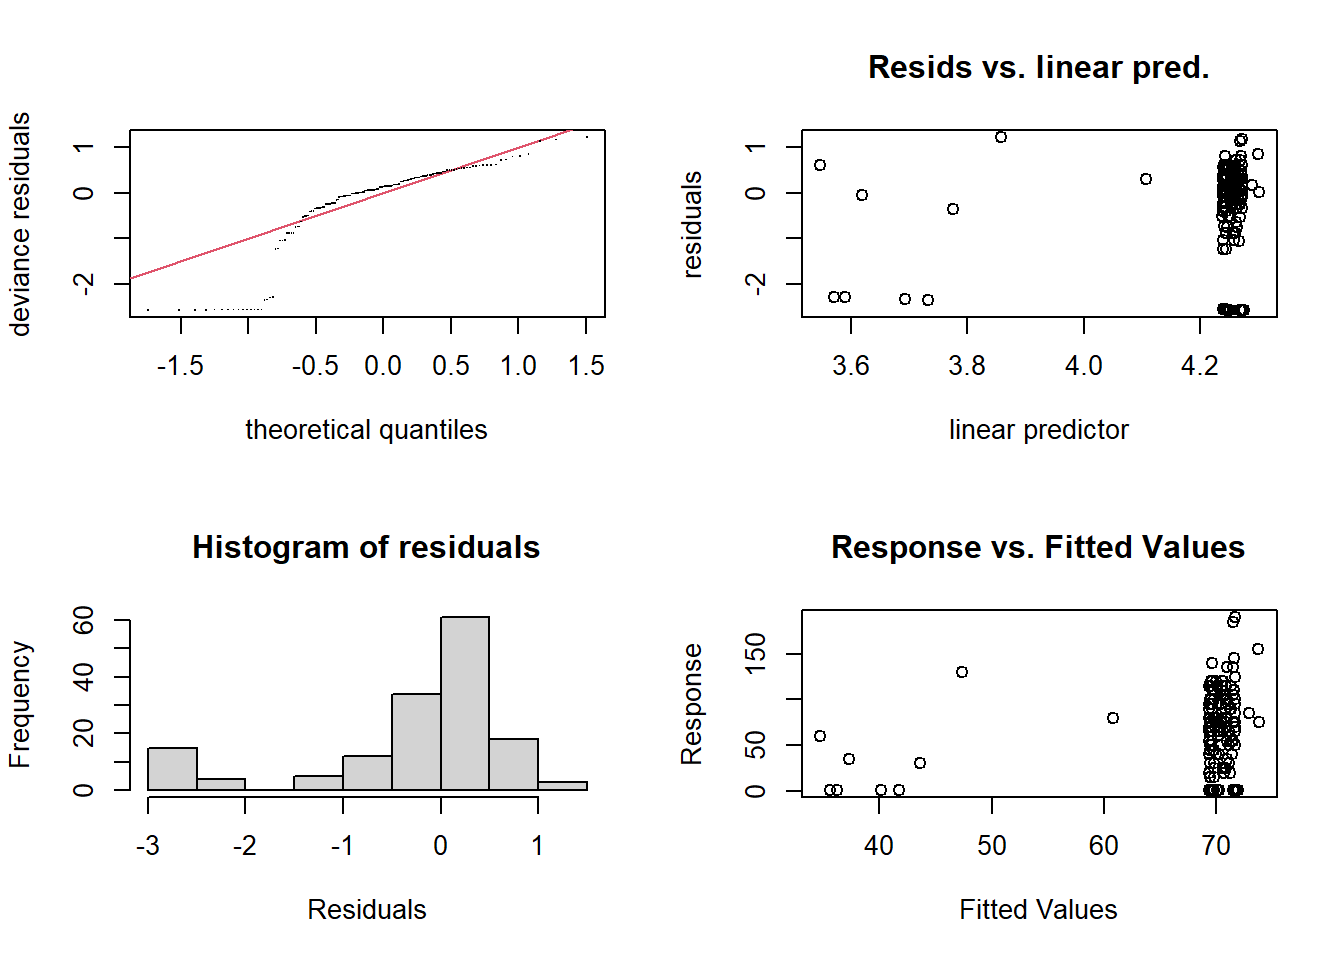 deviance residuals
1
0
-2
-1.5
-0.5
0.0
0.5
1.0
1.5
theoretical quantiles
Resids vs. linear pred.
residuals
1
0
-2
3.6
3.8
4.0
4.2
linear predictor
Histogram of residuals
Frequency
60
40
20
0
-3
-2
-1
0
1
Residuals
Response vs. Fitted Values
Response
150
50
0
40
50
60
70
Fitted Values